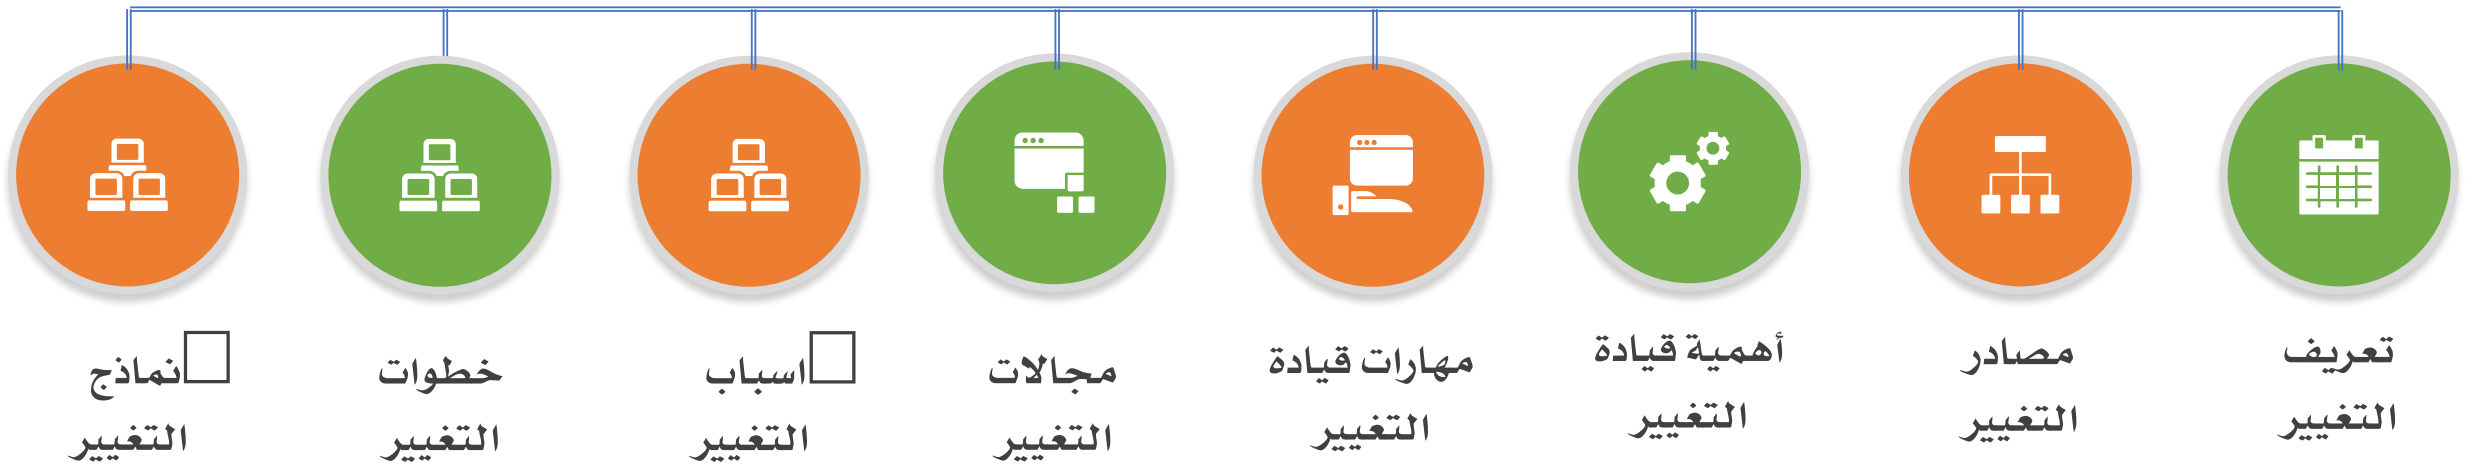 تعريف
التغيير
مصادر
التغيير
أهمية قيادة
التغيير
مهارات قيادة
التغيير
مجالات
التغيير
اسباب
التغيير
خطوات
التغيير
نماذج
التغيير